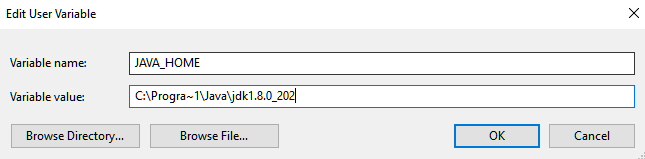 Edit User Variable
Variable name:
JAVA_HOME
Variable value:
C:\Progra~1\Java\jdk1.8.0_202
Browse Directory...
Browse File...
OK
Cancel